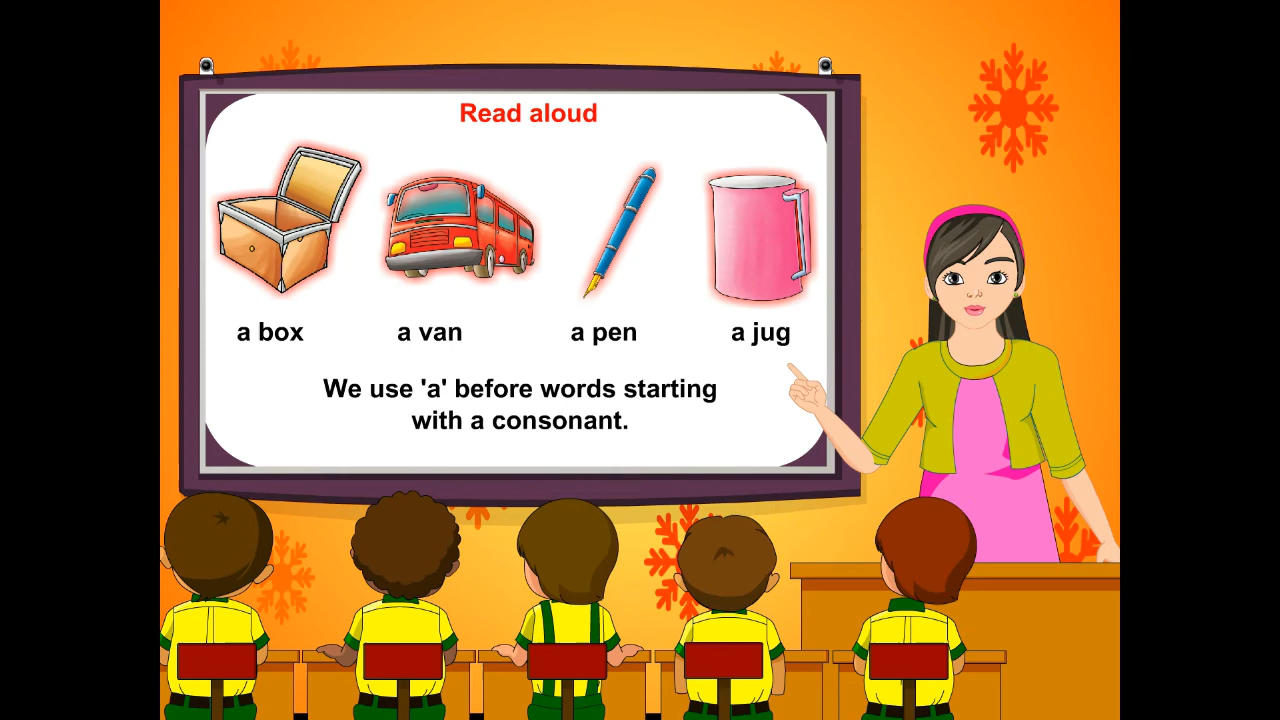 Read aloud
a box a van a pen a jug
We use 'a' before words starting
with a consonant.